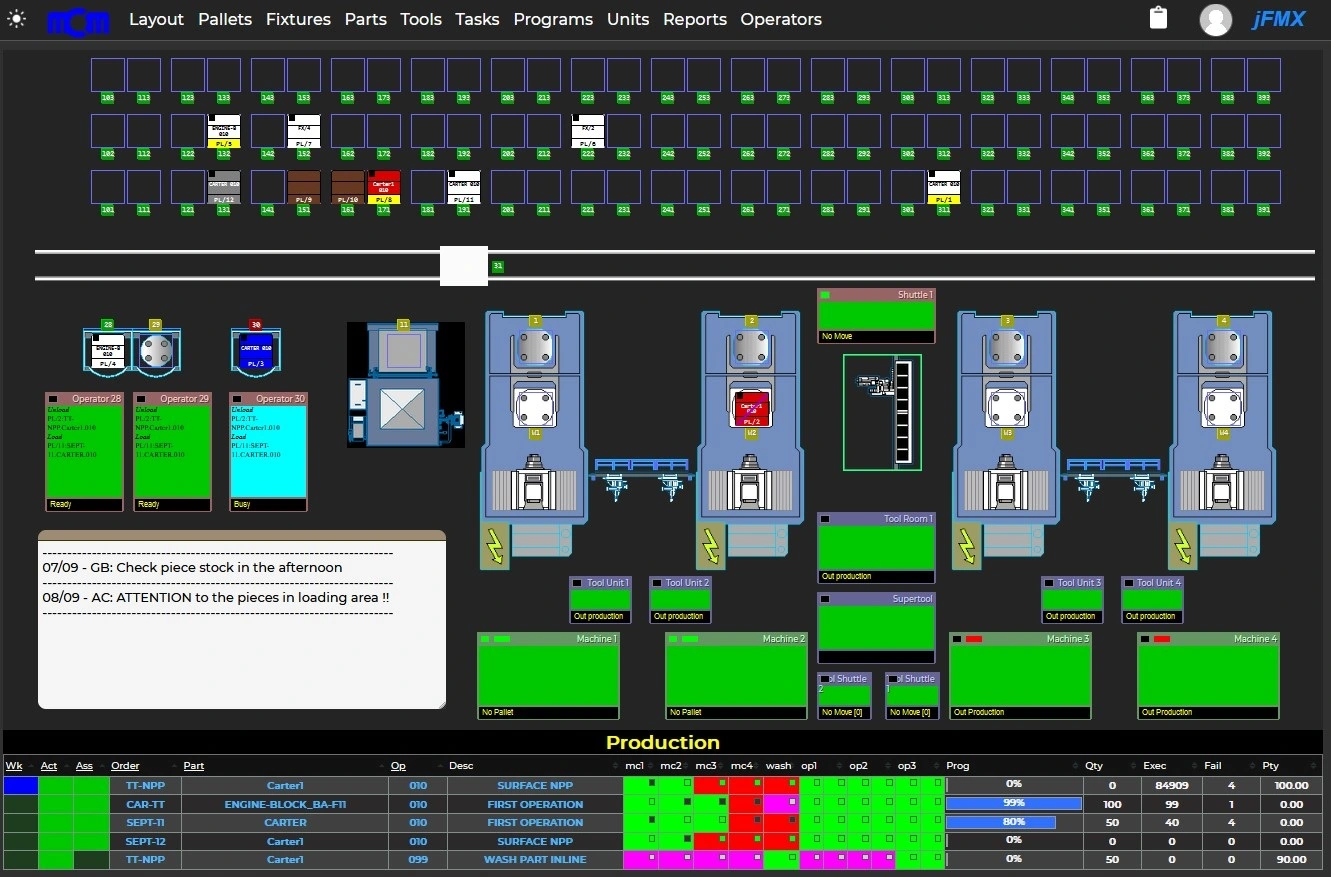 mcm Layout Pallets Fixtures Parts Tools Tasks Programs Units Reports Operators jFMX
103 113 123 133 143 153 163 173 183 193 203 213 223 233 243 253 263 273 283 293 303 313 323 333 343 353 363 373 383 393
ENGINE-B 010 PL/5
FX/4 PL/7
FX/2 PL/6
102 112 122 132 142 152 162 172 182 192 202 212 222 232 242 252 262 272 282 292 302 312 322 332 342 352 362 372 382 392
CARTER 010 PL/12
PL/9
PL/10
Carter1 010 PL/8
CARTER 010 PL/11
CARTER 010 PL/1
101 111 121 131 141 151 161 171 181 191 201 211 221 231 241 251 261 271 281 291 301 311 321 331 341 351 361 371 381 391
31
28 29 30 11 1 2 3 4
ENGINE-B 010 PL/4
CARTER 010 PL/3
Shuttle 1
No Move
Carter1 010 PL/2
W1 W2 W3 W4
Operator 28
Unload
PL/2:TT-
NPP.Carter1.010
Load
PL/11:SEPT-
11.CARTER.010
Ready
Operator 29
Unload
PL/2:TT-
NPP.Carter1.010
Load
PL/11:SEPT-
11.CARTER.010
Ready
Operator 30
Unload
PL/2:TT-
NPP.Carter1.010
Load
PL/11:SEPT-
11.CARTER.010
Busy
07/09 - GB: Check piece stock in the afternoon
08/09 - AC: ATTENTION to the pieces in loading area !!
Tool Room 1
Out production
Tool Unit 1
Out production
Tool Unit 2
Out production
Supertool
Tool Unit 3
Out production
Tool Unit 4
Out production
Machine 1
No Pallet
Machine 2
No Pallet
Shuttle
2
No Move [0]
Shuttle
1
No Move [0]
Machine 3
Out Production
Machine 4
Out Production
Production
Wk Act Ass Order Part Op Desc mc1 mc2 mc3 mc4 wash op1 op2 op3 Prog Qty Exec Fail Pty
TT-NPP Carter1 010 SURFACE NPP 0% 0 84909 4 100.00
CAR-TT ENGINE-BLOCK_BA-F11 010 FIRST OPERATION 99% 100 99 1 0.00
SEPT-11 CARTER 010 FIRST OPERATION 80% 50 40 4 0.00
SEPT-12 Carter1 010 SURFACE NPP 0% 0 0 0 0.00
TT-NPP Carter1 099 WASH PART INLINE 0% 50 0 0 90.00